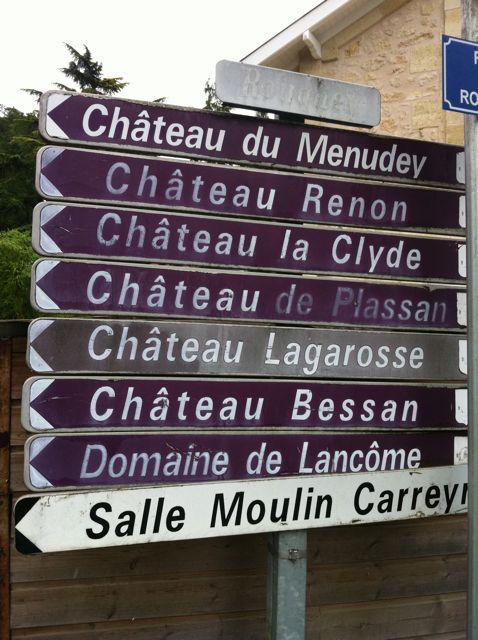 R
RO
Château du Menudey
Château Renon
Château la Clyde
Château de Plassan
Château Lagarosse
Château Bessan
Domaine de Lancôme
Salle Moulin Carreyr